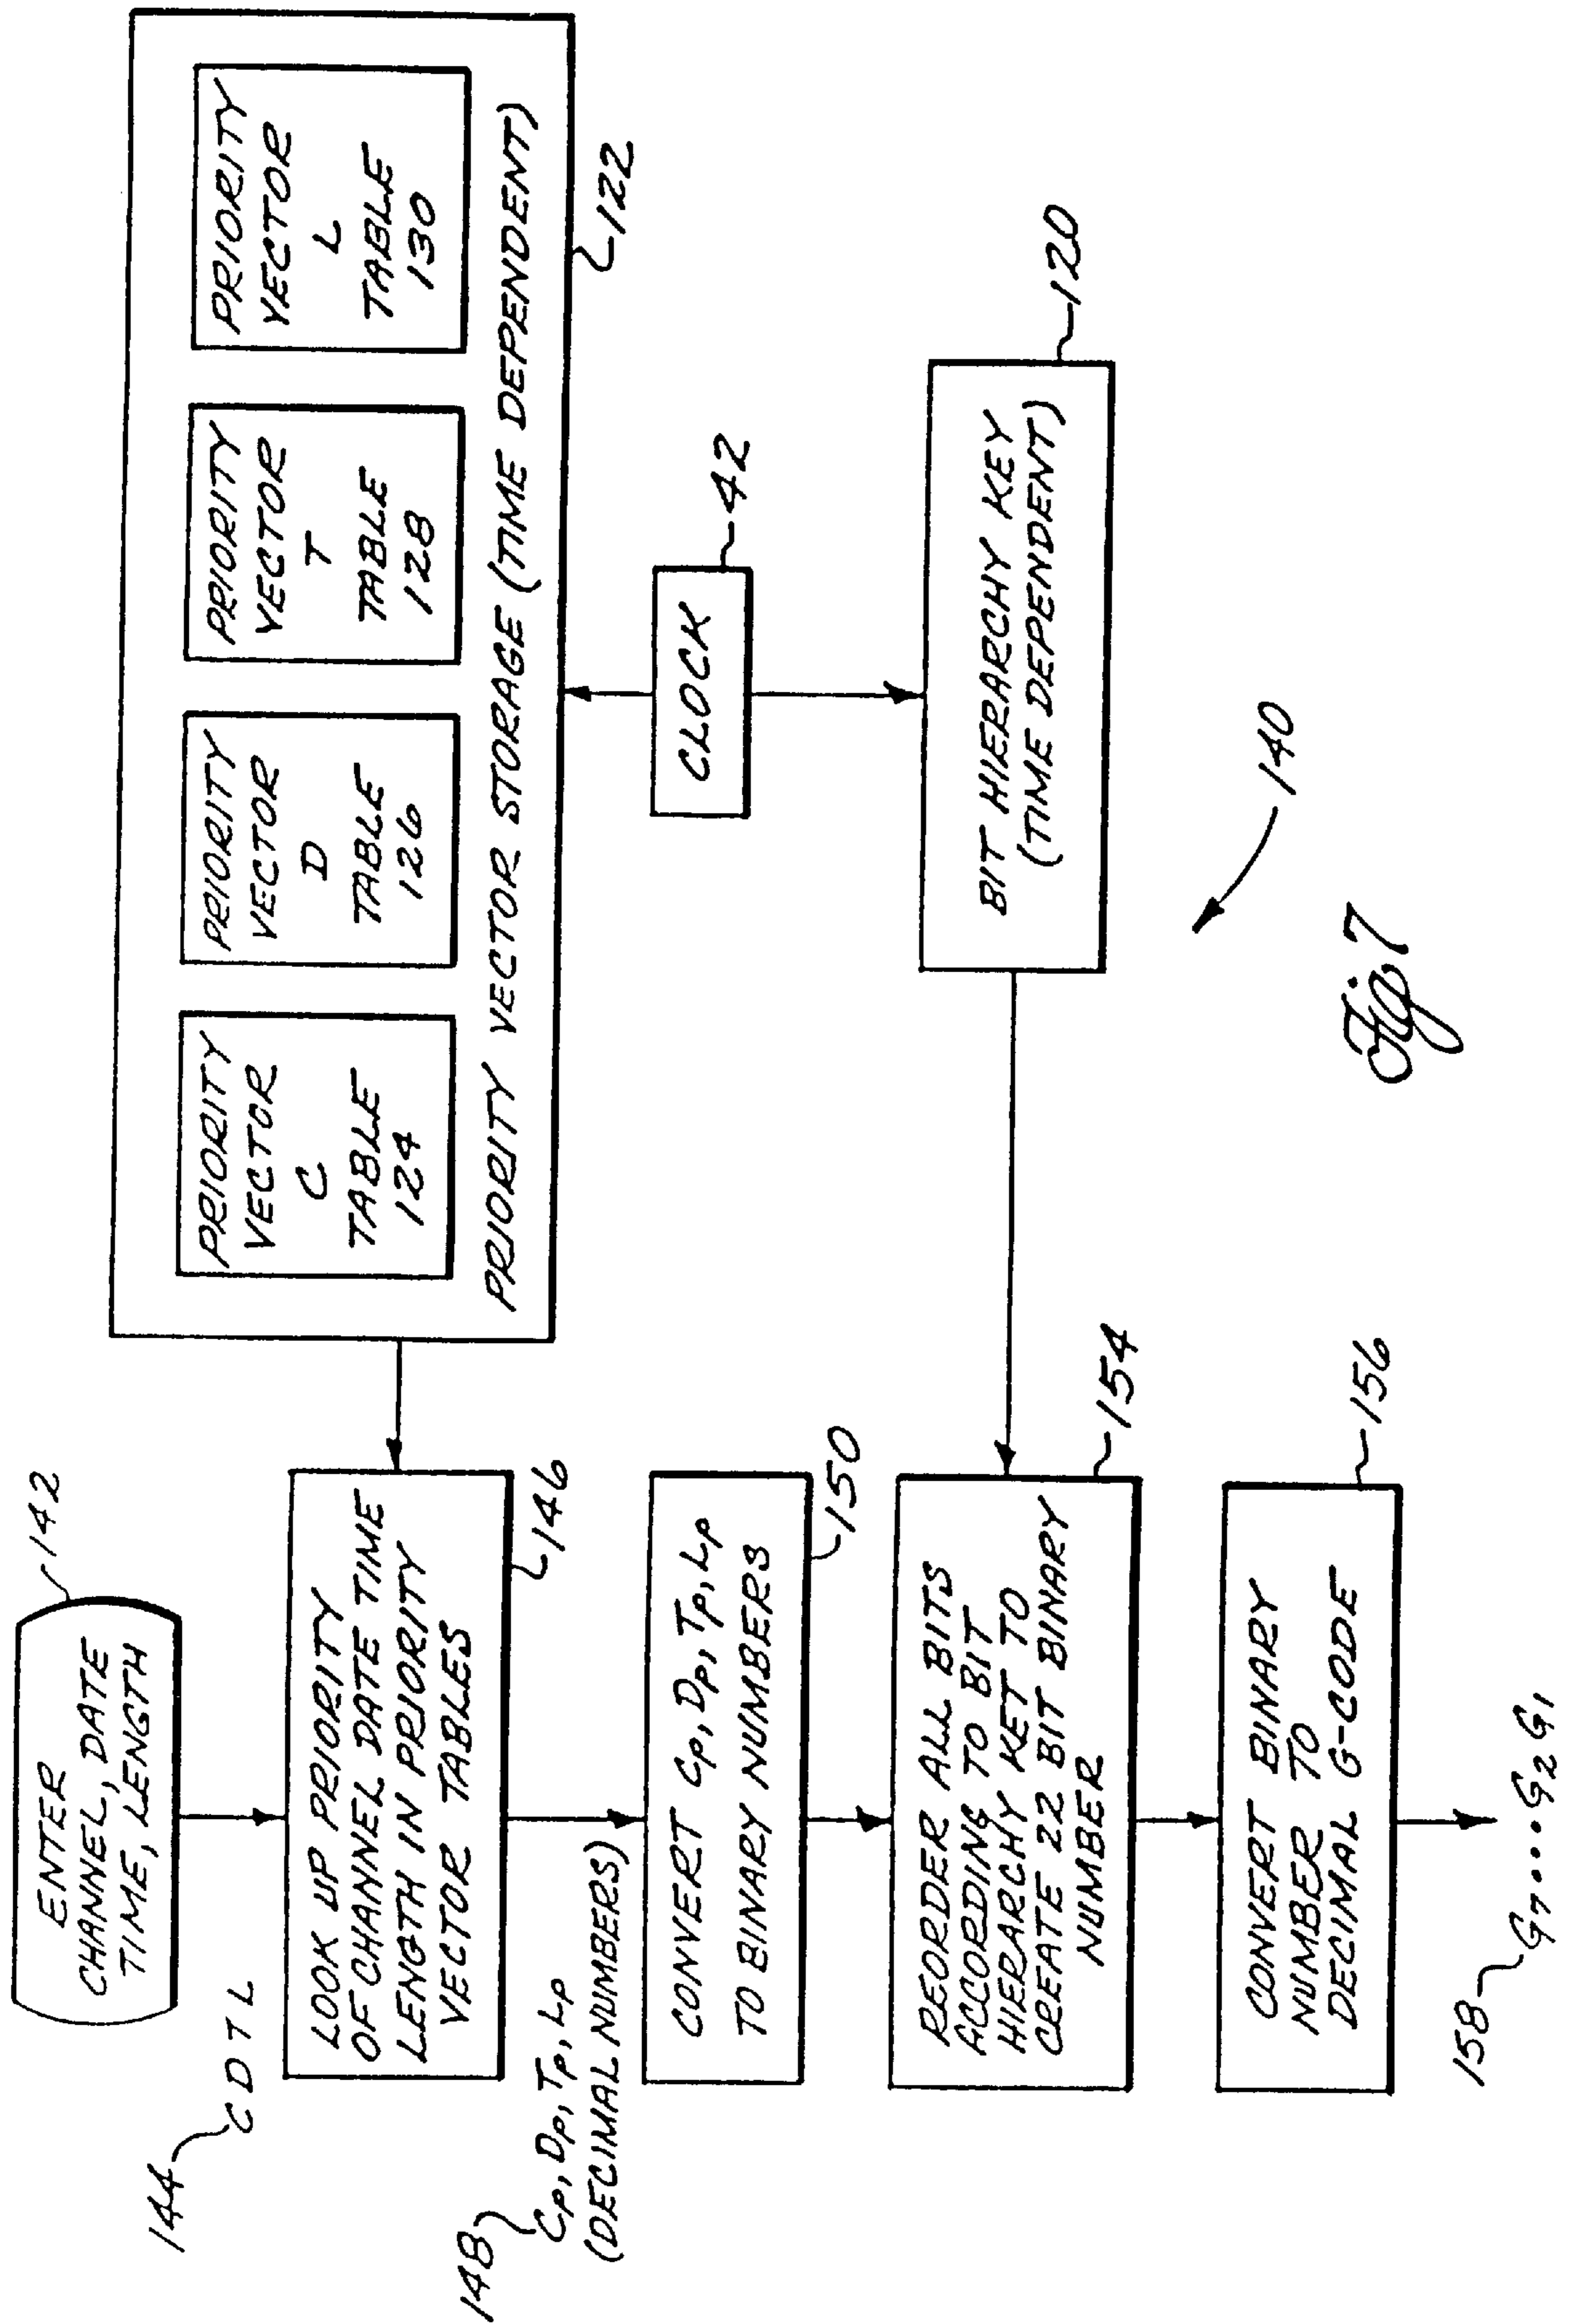 ENTER
CHANNEL, DATE
TIME, LENGTH
142
144
C D T L
LOOK UP PRIORITY
OF CHANNEL DATE TIME
LENGTH IN PRIORITY
VECTOR TABLES
146
148
Cp, Dp, Tp, Lp
(DECIMAL NUMBERS)
CONVERT Cp, Dp, Tp, Lp
TO BINARY NUMBERS
150
REORDER ALL BITS
ACCORDING TO BIT
HIERARCHY KET TO
CREATE 22 BIT BINARY
NUMBER
154
CONVERT BINARY
NUMBER TO
DECIMAL G-CODE
156
158
G7...G2G1
PRIORITY
VECTOR
C
TABLE
124
PRIORITY
VECTOR
D
TABLE
126
PRIORITY
VECTOR
T
TABLE
128
PRIORITY
VECTOR
L
TABLE
130
PRIORITY VECTOR STORAGE (TIME DEPENDENT)
122
CLOCK
42
BIT HIERARCHY KEY
(TIME DEPENDENT)
120
140
Fig. 7